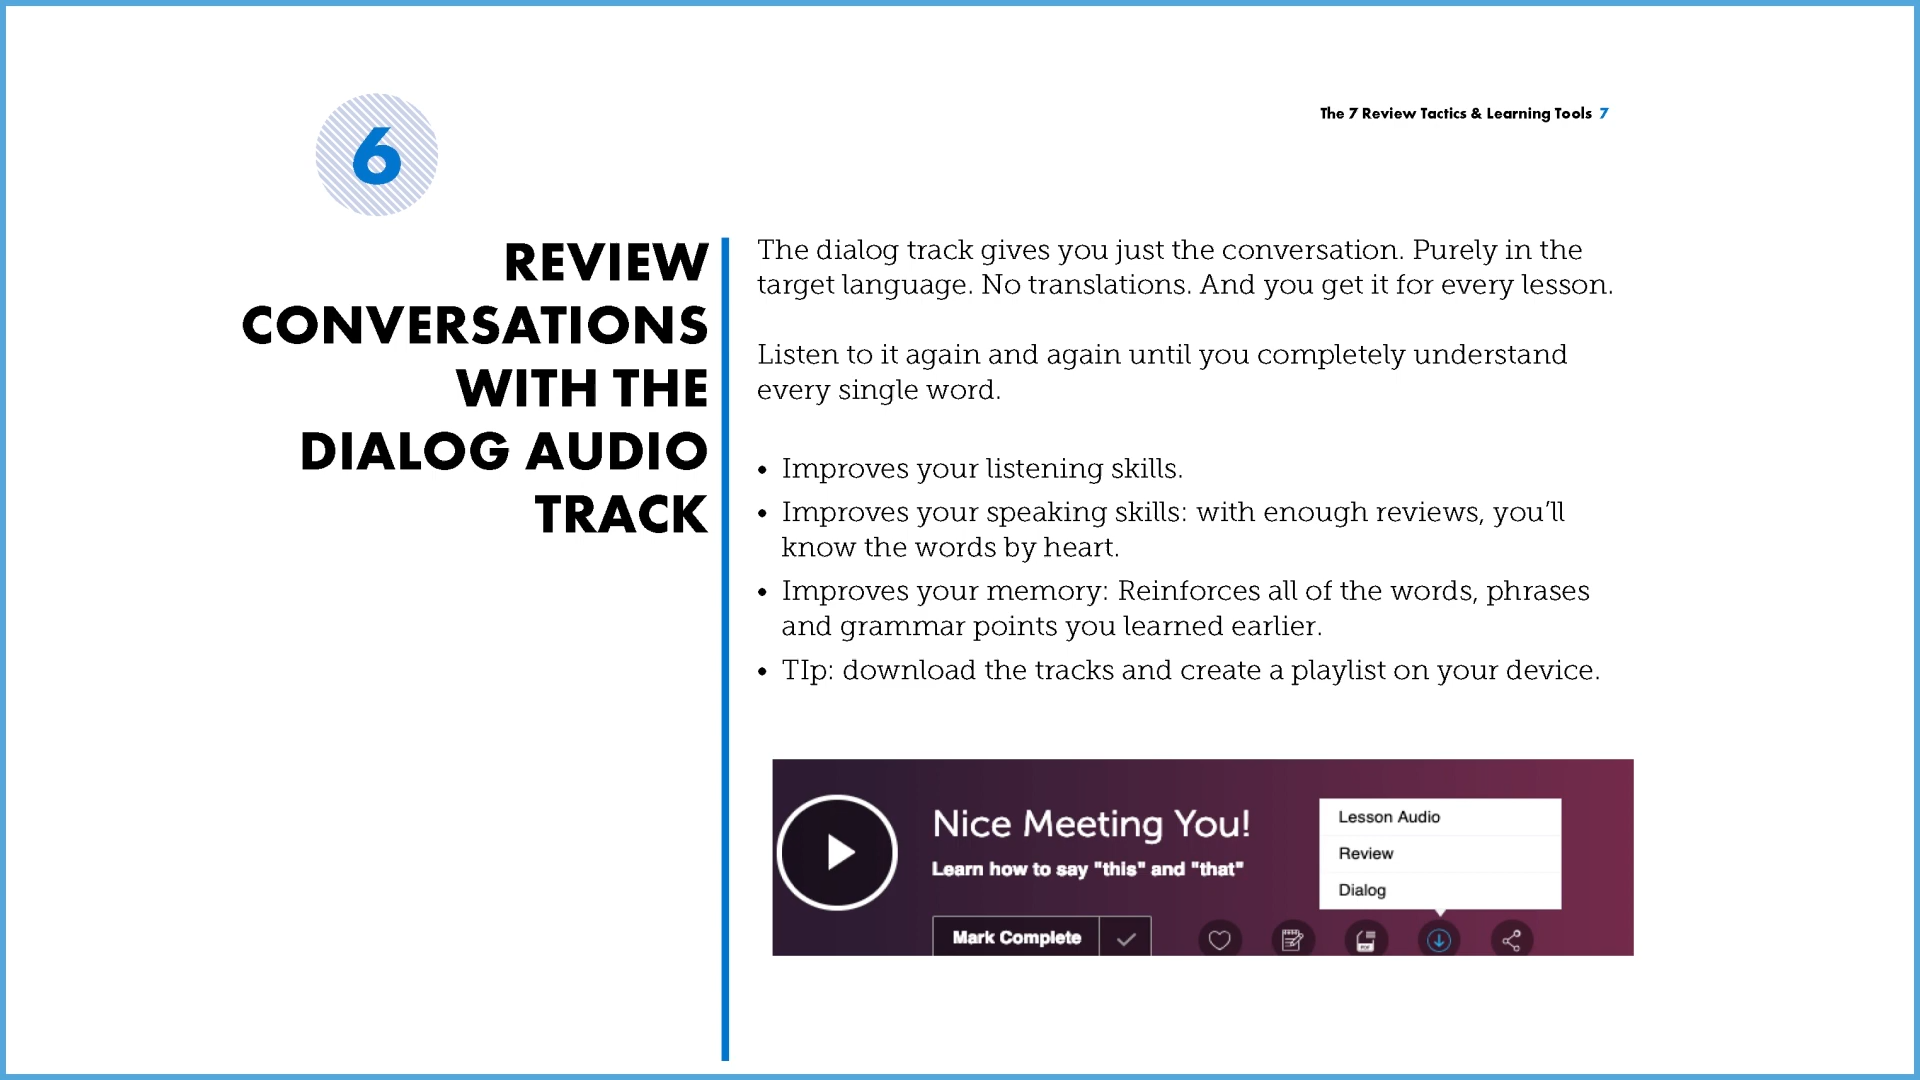 The 7 Review Tactics & Learning Tools 7
6
REVIEW
CONVERSATIONS
WITH THE
DIALOG AUDIO
TRACK
The dialog track gives you just the conversation. Purely in the
target language. No translations. And you get it for every lesson.
Listen to it again and again until you completely understand
every single word.
• Improves your listening skills.
• Improves your speaking skills: with enough reviews, you’ll
know the words by heart.
• Improves your memory: Reinforces all of the words, phrases
and grammar points you learned earlier.
• TIp: download the tracks and create a playlist on your device.
Nice Meeting You!
Learn how to say "this" and "that"
Mark Complete
Lesson Audio
Review
Dialog
PDF